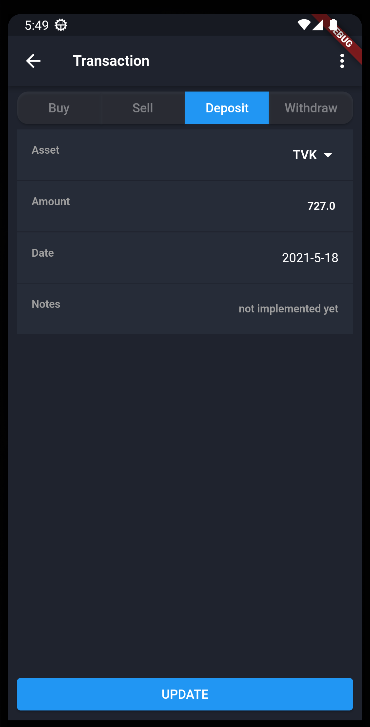 5:49
DEBUG
Transaction
Buy Sell Deposit Withdraw
Asset TVK
Amount 727.0
Date 2021-5-18
Notes not implemented yet
UPDATE